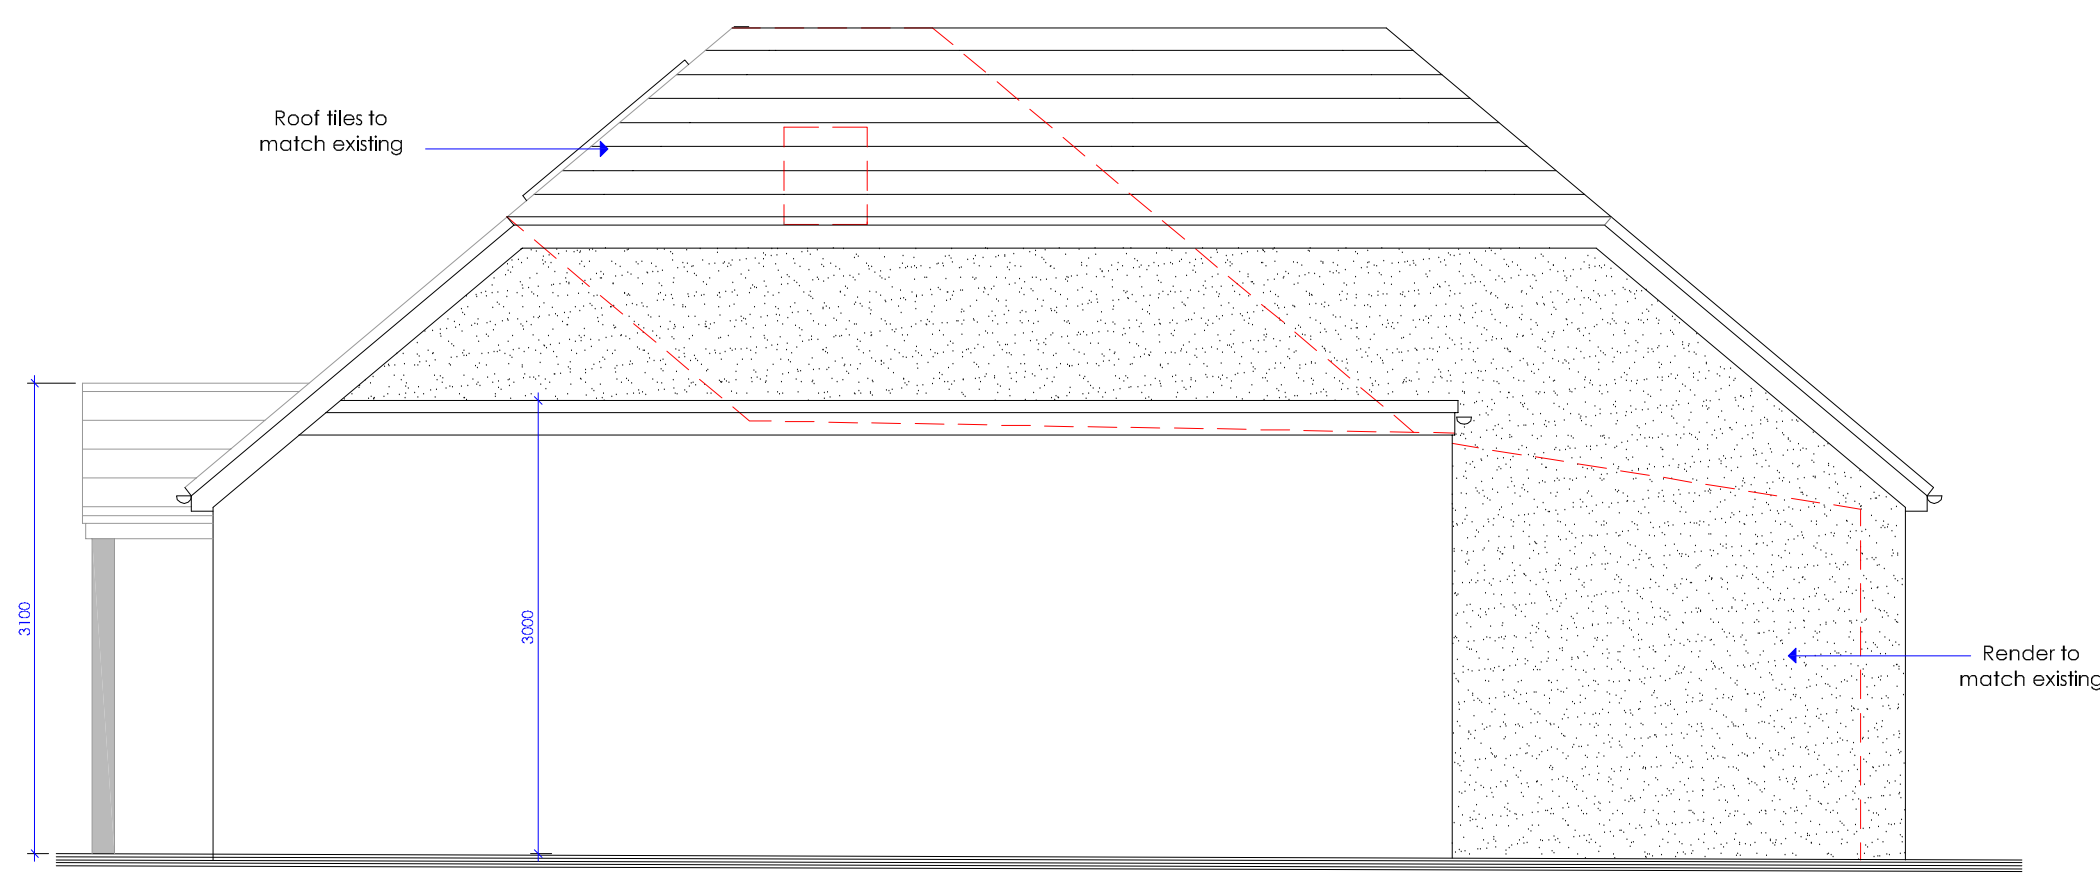 Roof tiles to
match existing
3100
3000
Render to
match existing